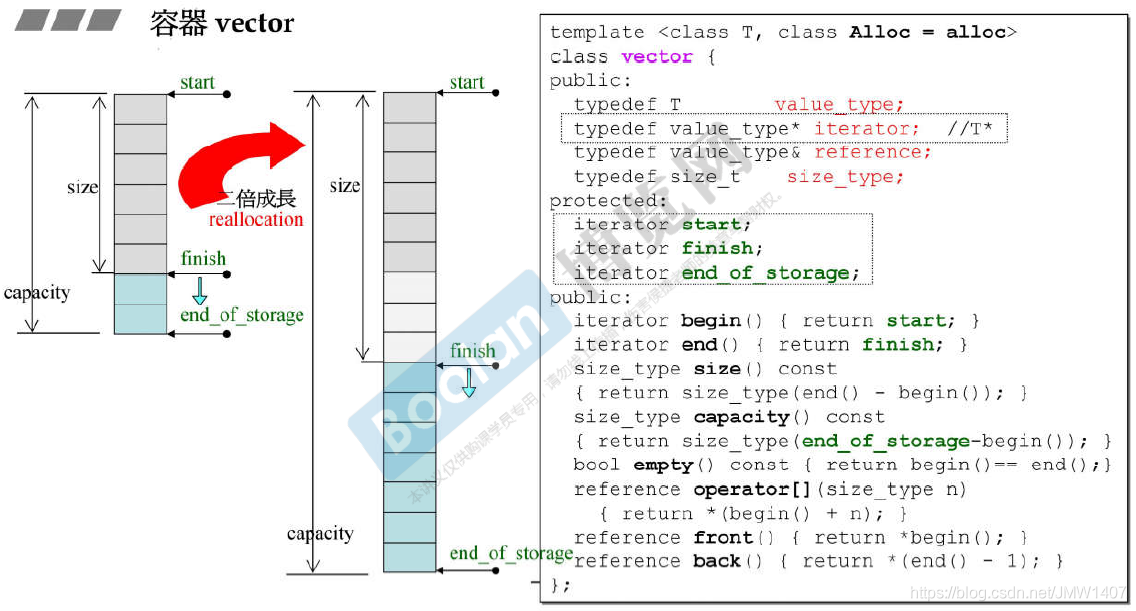 容器 vector
start
size
capacity
finish
end_of_storage
二倍成長
reallocation
start
size
finish
capacity
end_of_storage
template <class T, class Alloc = alloc>
class vector {
public:
typedef T value_type;
typedef value_type* iterator; //T*
typedef value_type& reference;
typedef size_t size_type;
protected:
iterator start;
iterator finish;
iterator end_of_storage;
public:
iterator begin() { return start; }
iterator end() { return finish; }
size_type size() const
{ return size_type(end() - begin()); }
size_type capacity() const
{ return size_type(end_of_storage-begin()); }
bool empty() const { return begin()== end();}
reference operator[](size_type n)
{ return *(begin() + n); }
reference front() { return *begin(); }
reference back() { return *(end() - 1); }
};
Boolan 博览网
https://blog.csdn.net/JMW1407